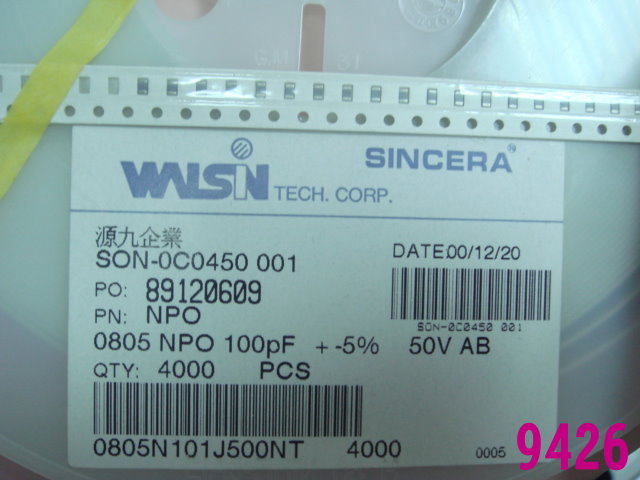 WALSIN TECH. CORP.
SINCERA®
源九企業
SON-0C0450 001
DATE:00/12/20
PO: 89120609
SON-0C0450 001
PN: NPO
0805 NPO 100pF + -5% 50V AB
QTY: 4000 PCS
0805N101J500NT 4000
0005
9426